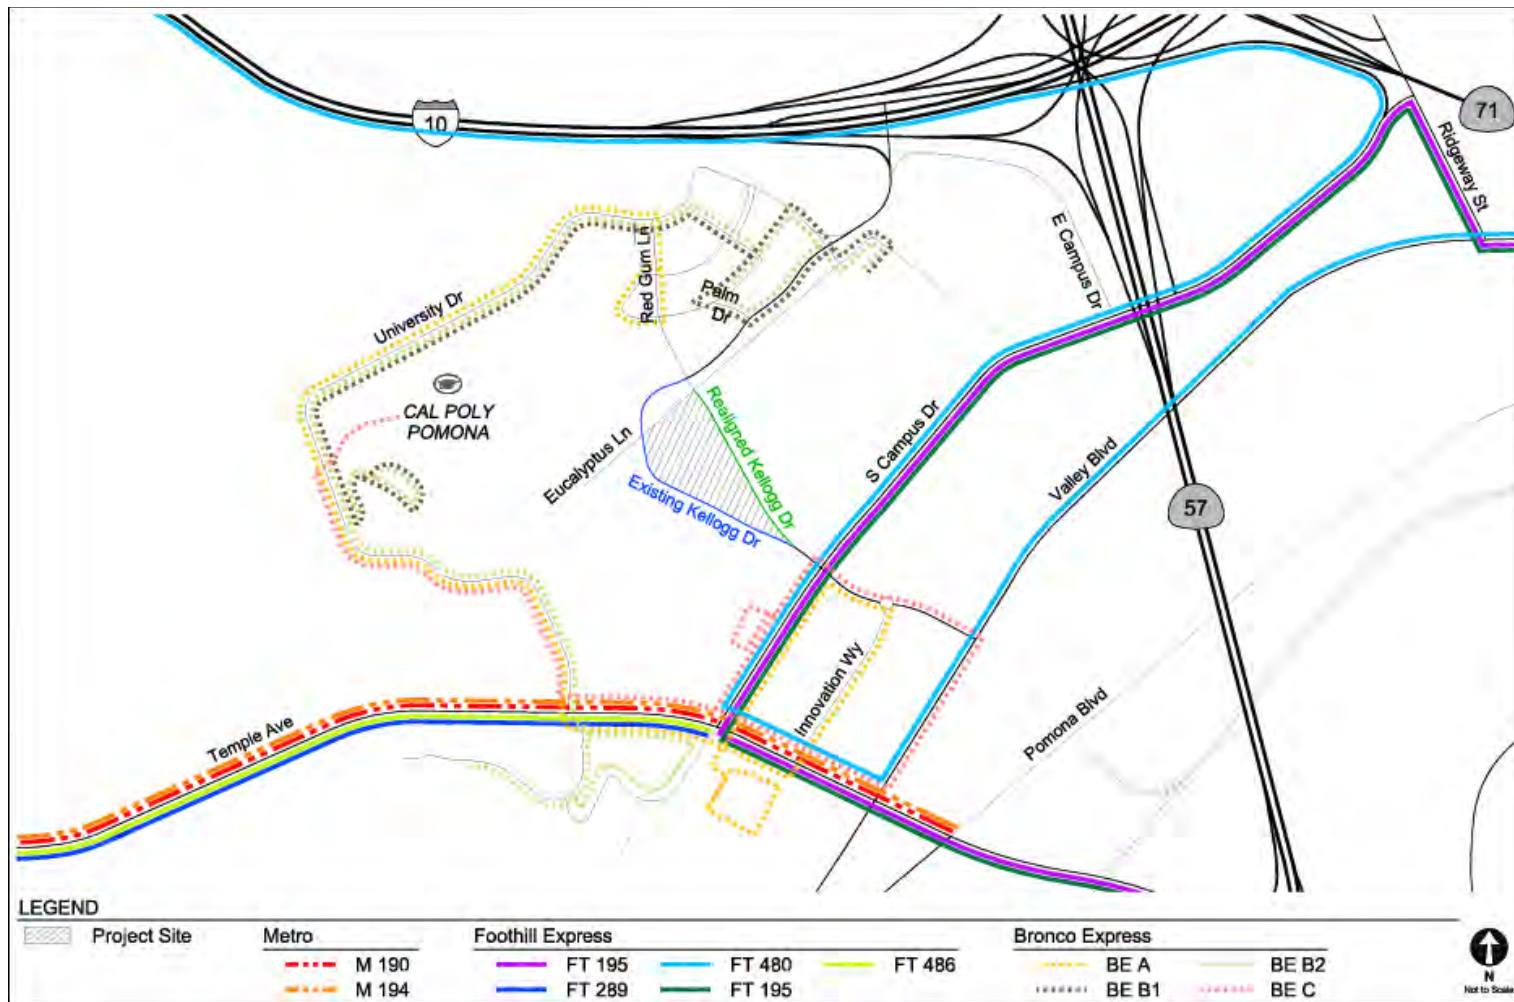 10
71
Ridgeway St
E Campus Dr
Red Gum Ln
Palm
Dr
University Dr
CAL POLY
POMONA
Eucalyptus Ln
Realigned Kellogg Dr
Existing Kellogg Dr
S Campus Dr
Valley Blvd
57
Innovation Wy
Pomona Blvd
Temple Ave
LEGEND
Project Site
Metro
M 190
M 194
Foothill Express
FT 195
FT 480
FT 486
FT 289
FT 195
Bronco Express
BE A
BE B2
BE B1
BE C
N
Not to Scale